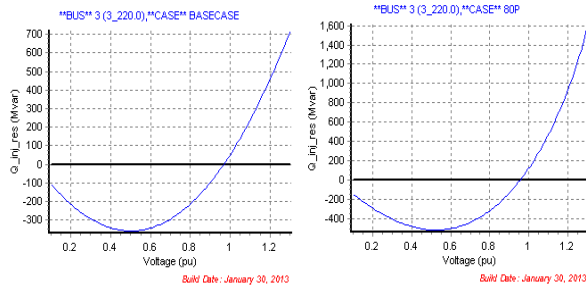 **BUS** 3 (3_220.0),**CASE** BASECASE
Q_inj_res (Mvar)
700
600
500
400
300
200
100
0
-100
-200
-300
0.2 0.4 0.6 0.8 1 1.2
Voltage (pu)
Build Date: January 30, 2013
**BUS** 3 (3_220.0),**CASE** 80P
Q_inj_res (Mvar)
1,600
1,400
1,200
1,000
800
600
400
200
0
-200
-400
0.2 0.4 0.6 0.8 1 1.2
Voltage (pu)
Build Date: January 30, 2013